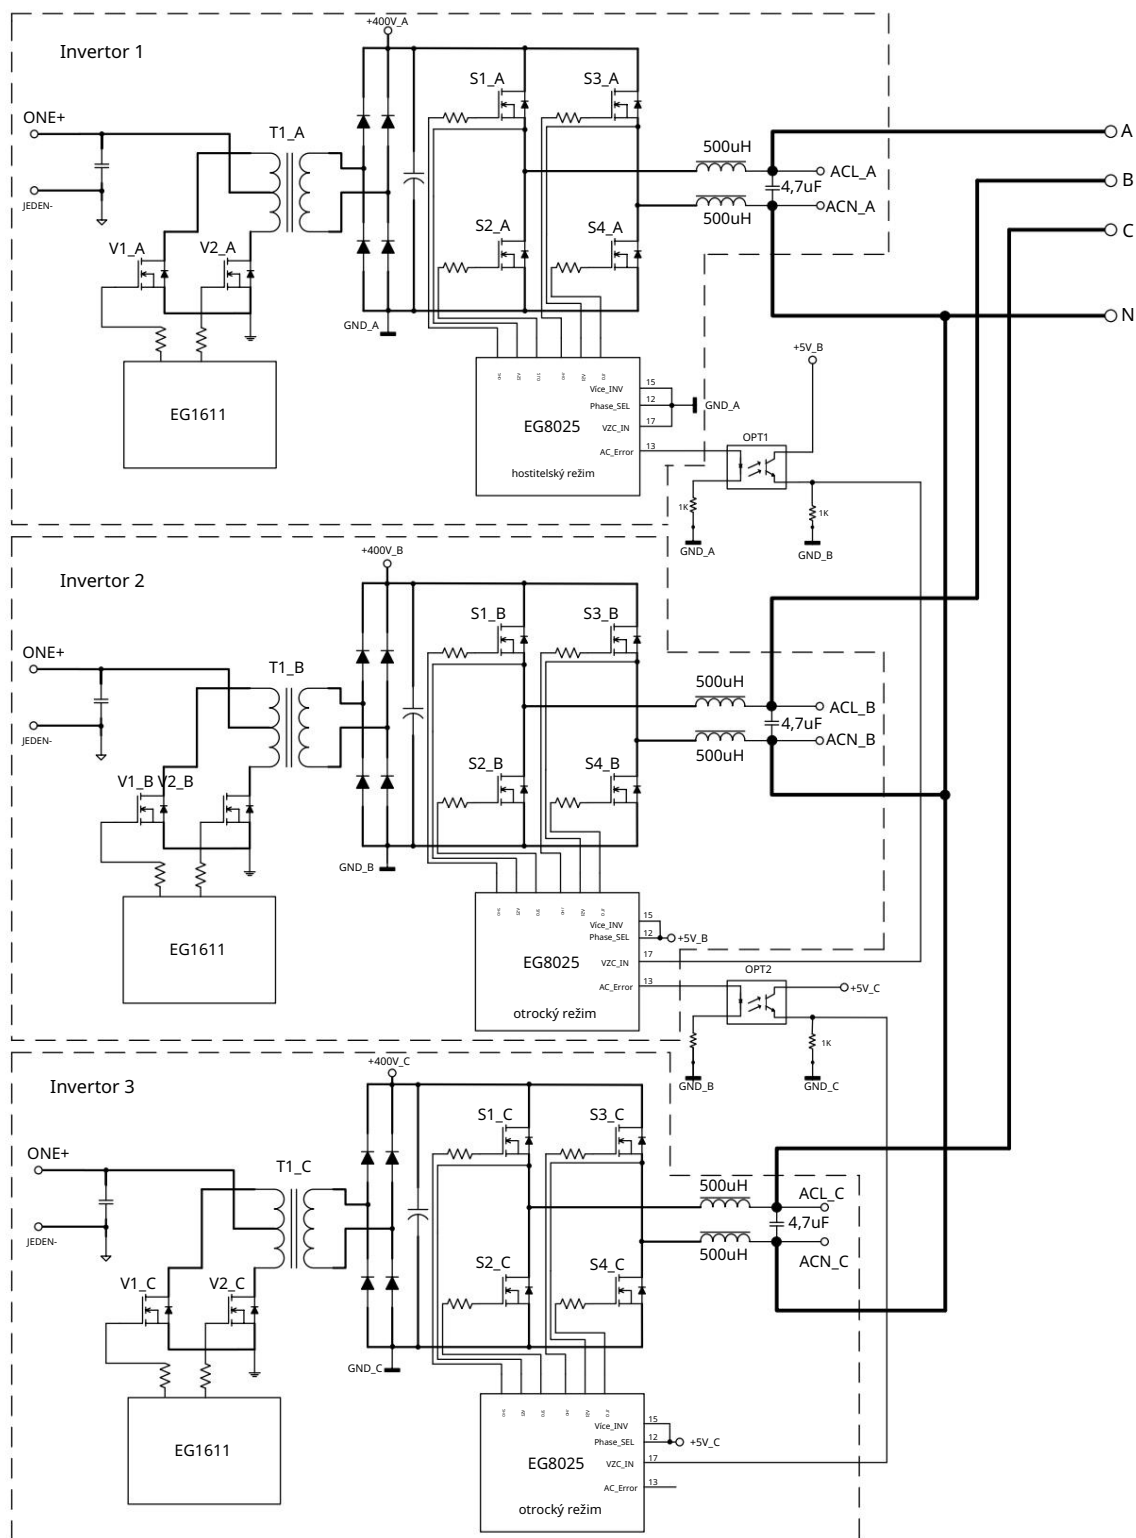 Invertor 1
+400V_A
S1_A
S3_A
ONE+
T1_A
500uH
A
ACL_A
B
4,7uF
JEDEN-
ACN_A
500uH
V1_A
V2_A
S2_A
S4_A
C
GND_A
N
+5V_B
EG1611
Více_INV
15
Phase_SEL
12
GND_A
EG8025
VZC_IN
17
AC_Error
13
OPT1
hostitelský režim
1K
1K
GND_A
GND_B
Invertor 2
+400V_B
S1_B
S3_B
ONE+
T1_B
500uH
ACL_B
4,7uF
JEDEN-
ACN_B
500uH
V1_B V2_B
S2_B
S4_B
GND_B
EG1611
Více_INV
15
Phase_SEL
12
+5V_B
EG8025
VZC_IN
17
AC_Error
13
OPT2
+5V_C
otrocký režim
1K
GND_B
GND_C
Invertor 3
+400V_C
S1_C
S3_C
ONE+
T1_C
500uH
ACL_C
4,7uF
JEDEN-
500uH
ACN_C
V1_C
V2_C
S2_C
S4_C
GND_C
EG1611
Více_INV
15
Phase_SEL
12
+5V_C
EG8025
VZC_IN
17
AC_Error
13
otrocký režim